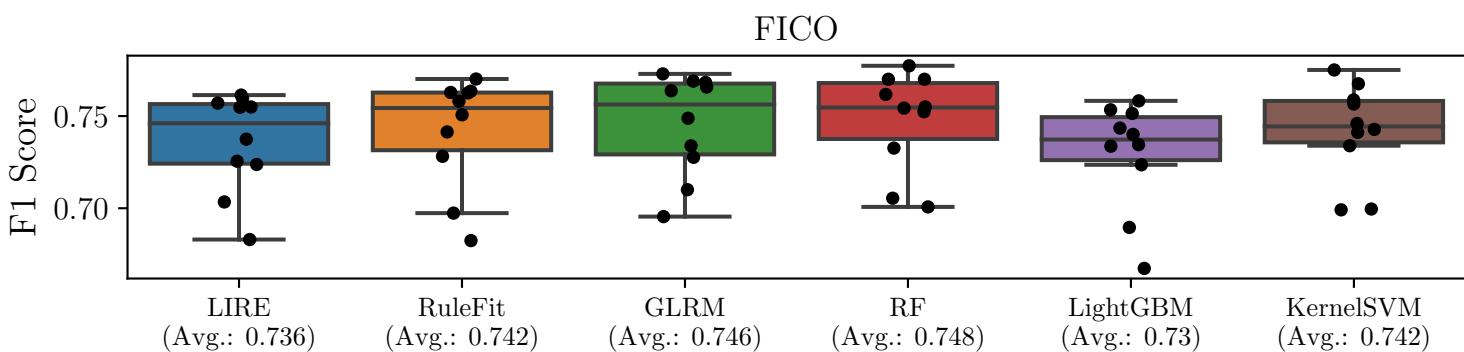 FICO
F1 Score
0.75
0.70
LIRE RuleFit GLRM RF LightGBM KernelSVM
(Avg.: 0.736) (Avg.: 0.742) (Avg.: 0.746) (Avg.: 0.748) (Avg.: 0.73) (Avg.: 0.742)